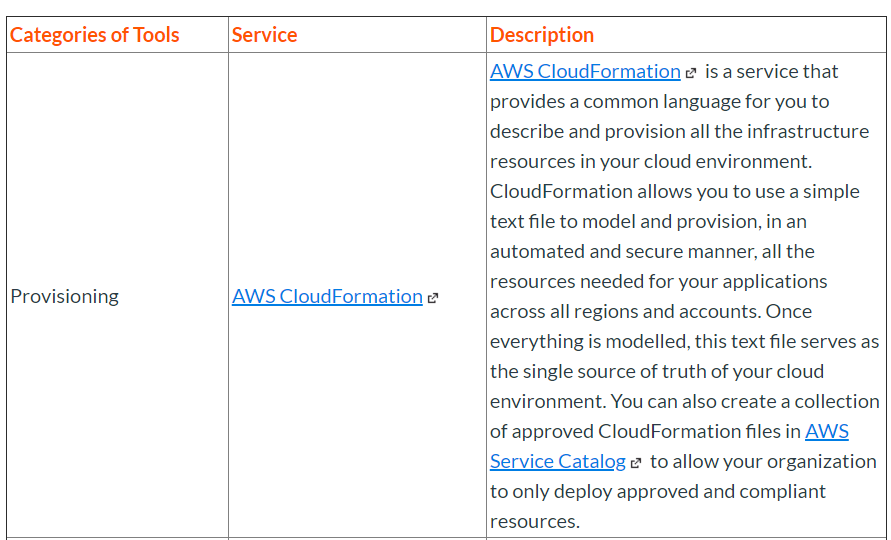 Categories of Tools
Service
Description
Provisioning
AWS CloudFormation
AWS CloudFormation is a service that
provides a common language for you to
describe and provision all the infrastructure
resources in your cloud environment.
CloudFormation allows you to use a simple
text file to model and provision, in an
automated and secure manner, all the
resources needed for your applications
across all regions and accounts. Once
everything is modelled, this text file serves as
the single source of truth of your cloud
environment. You can also create a collection
of approved CloudFormation files in AWS
Service Catalog to allow your organization
to only deploy approved and compliant
resources.